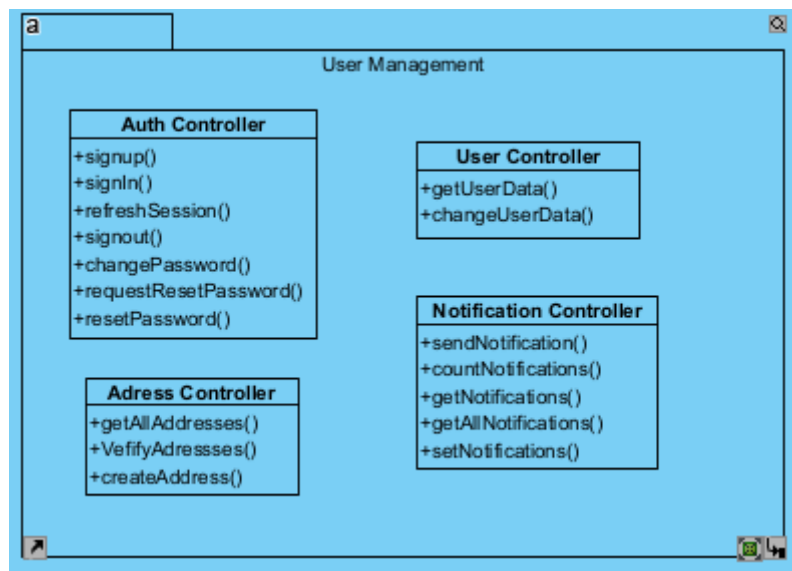 a
User Management
Auth Controller
+signup()
+signIn()
+refreshSession()
+signout()
+changePassword()
+requestResetPassword()
+resetPassword()
User Controller
+getUserData()
+changeUserData()
Adress Controller
+getAllAddresses()
+VefifyAdressses()
+createAddress()
Notification Controller
+sendNotification()
+countNotifications()
+getNotifications()
+getAllNotifications()
+setNotifications()